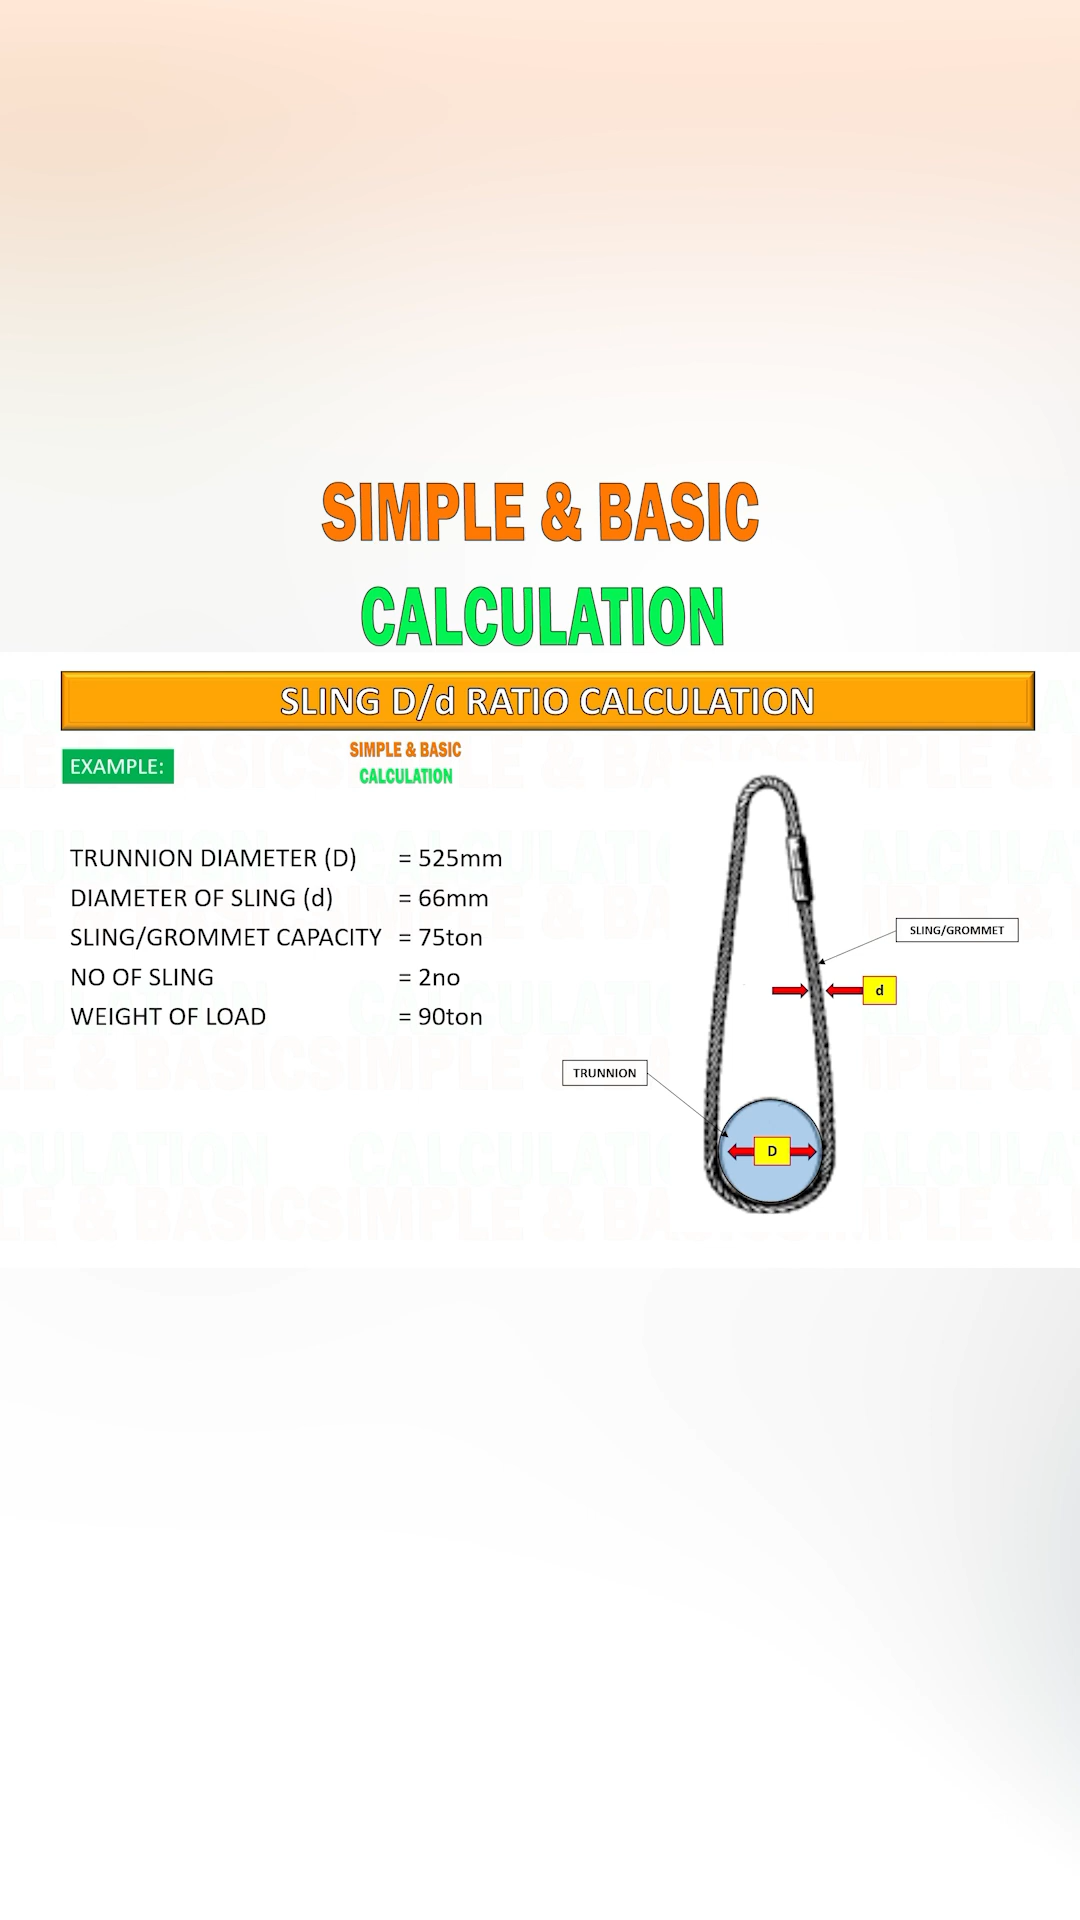 SIMPLE & BASIC
CALCULATION
SLING D/d RATIO CALCULATION
EXAMPLE:
SIMPLE & BASIC
CALCULATION
TRUNNION DIAMETER (D) = 525mm
DIAMETER OF SLING (d) = 66mm
SLING/GROMMET CAPACITY = 75ton
NO OF SLING = 2no
WEIGHT OF LOAD = 90ton
SLING/GROMMET
d
TRUNNION
D